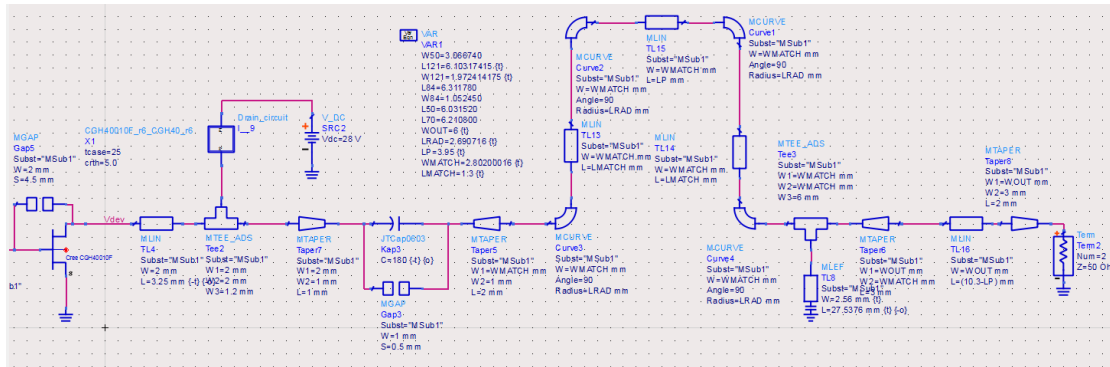 VAR
VAR1
W50=3.066740
L121=6.10317415 {t}
W121=1.972414175 {t}
L84=6.311780
W84=1.052450
L50=6.031520
L70=6.210800
WOUT=6 {t}
LRAD=2.690716 {t}
LP=3.95 {t}
WMATCH=2.80200016 {t}
LMATCH=1.3 {t}
MLIN
TL15
Subst="MSub1"
W=WMATCH mm
L=LP mm
MCURVE
Curve1
Subst="MSub1"
W=WMATCH mm
Angle=90
Radius=LRAD mm
MCURVE
Curve2
Subst="MSub1"
W=WMATCH mm
Angle=90
Radius=LRAD mm
MLIN
TL13
Subst="MSub1"
W=WMATCH mm
L=LMATCH mm
MLIN
TL14
Subst="MSub1"
W=WMATCH mm
L=LMATCH mm
MGAP
Gap5
Subst="MSub1"
W=2 mm
S=4.5 mm
CGH40010F_r6_CGH40_r6
X1
tcase=25
crth=5.0
Drain_circuit
V_DC
SRC2
Vdc=28 V
Vdev
Cree CGH40010F
b1"
MLIN
TL4
Subst="MSub1"
W=2 mm
L=3.25 mm {-t}
MTEE_ADS
Tee2
Subst="MSub1"
W1=2 mm
W2=2 mm
W3=1.2 mm
MTAPER
Taper7
Subst="MSub1"
W1=2 mm
W2=1 mm
L=1 mm
JTCap0603
Kap3
C=180 {-t} {-o}
MGAP
Gap3
Subst="MSub1"
W=1 mm
S=0.5 mm
MTAPER
Taper5
Subst="MSub1"
W1=WMATCH mm
W2=1 mm
L=2 mm
MCURVE
Curve3
Subst="MSub1"
W=WMATCH mm
Angle=90
Radius=LRAD mm
MCURVE
Curve4
Subst="MSub1"
W=WMATCH mm
Angle=90
Radius=LRAD mm
MTEE_ADS
Tee3
Subst="MSub1"
W1=WMATCH mm
W2=WMATCH mm
W3=6 mm
MLEF
TL8
Subst="MSub1"
W=2.56 mm {t}
L=27.5376 mm {t} {-o}
MTAPER
Taper6
Subst="MSub1"
W1=WOUT mm
W2=WMATCH mm
MLIN
TL16
Subst="MSub1"
W=WOUT mm
L=(10.3-LP) mm
MTAPER
Taper8
Subst="MSub1"
W1=WOUT mm
W2=3 mm
L=2 mm
Term
Term2
Num=2
Z=50 Oh